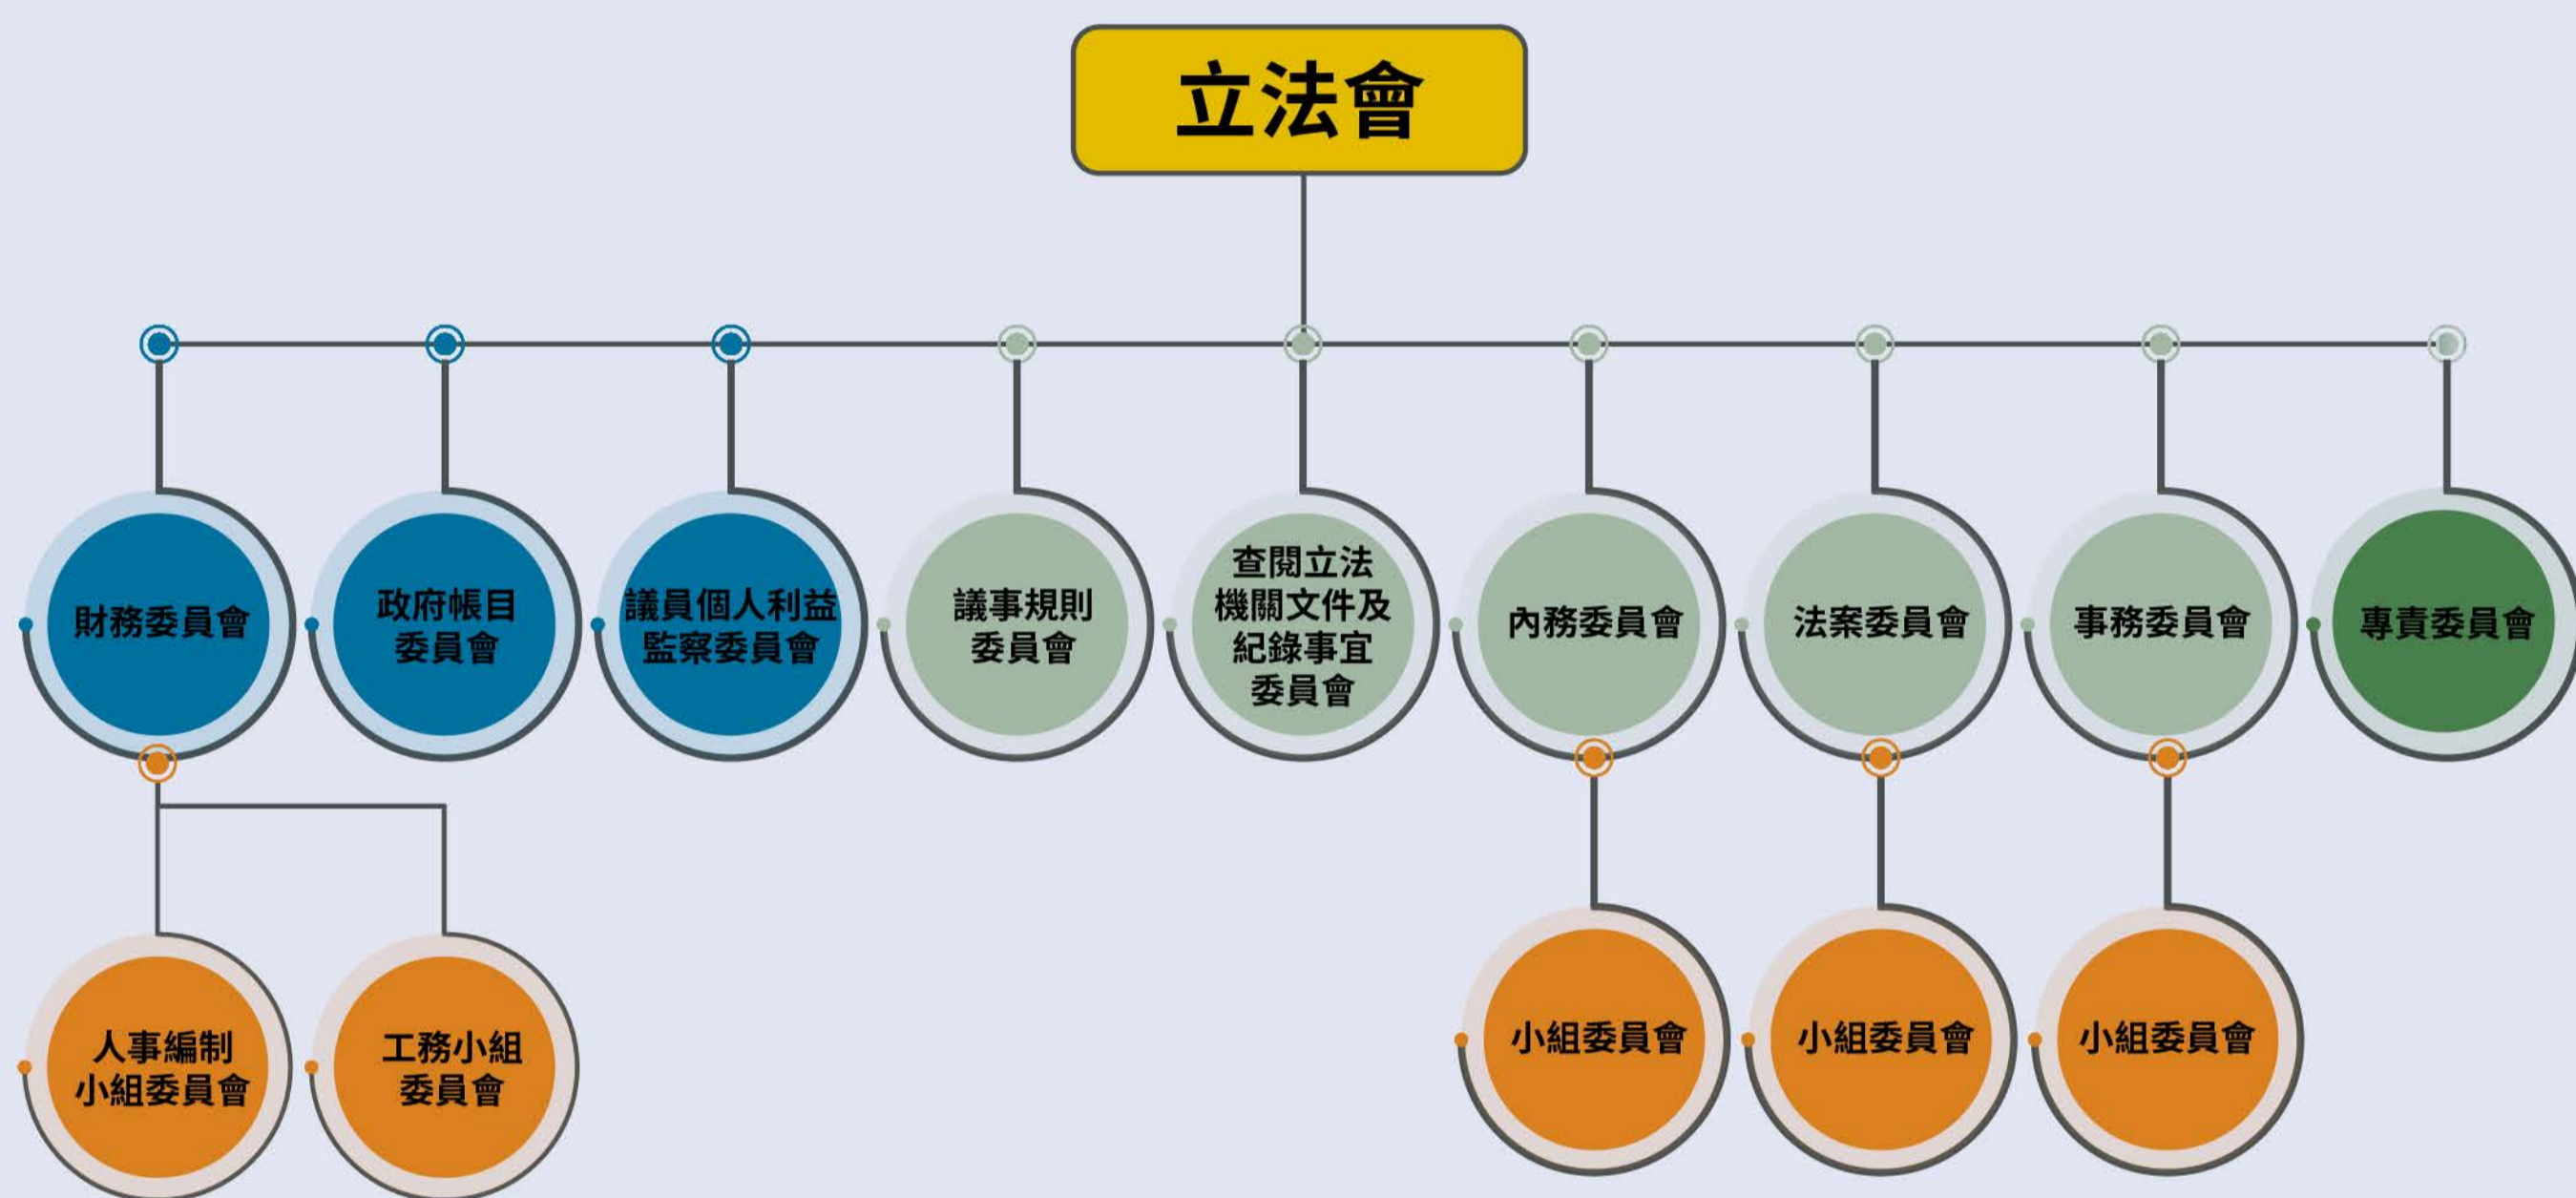 立法會
財務委員會
政府帳目
委員會
議員個人利益
監察委員會
議事規則
委員會
查閱立法
機關文件及
紀錄事宜
委員會
內務委員會
法案委員會
事務委員會
專責委員會
人事編制
小組委員會
工務小組
委員會
小組委員會
小組委員會
小組委員會